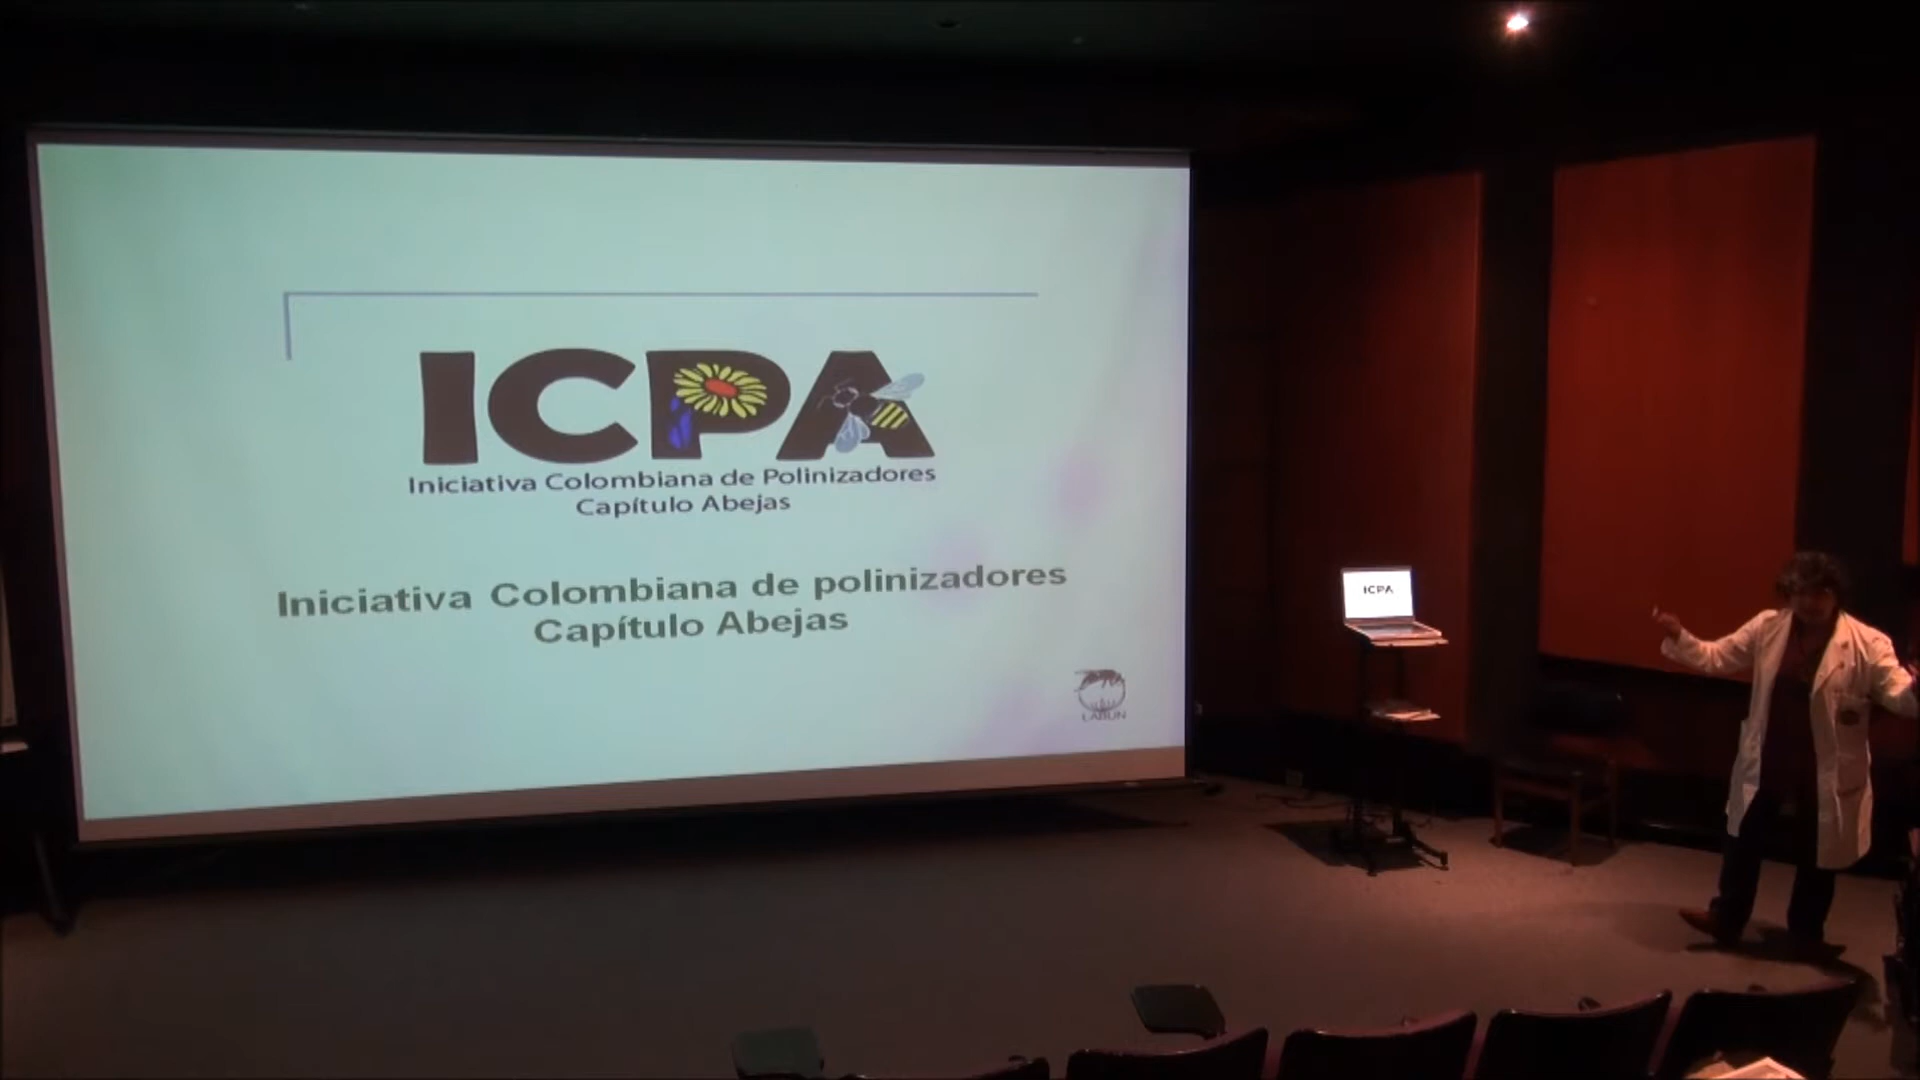 ICPA
Iniciativa Colombiana de Polinizadores
Capítulo Abejas
Iniciativa Colombiana de polinizadores
Capítulo Abejas
LABUN
ICPA